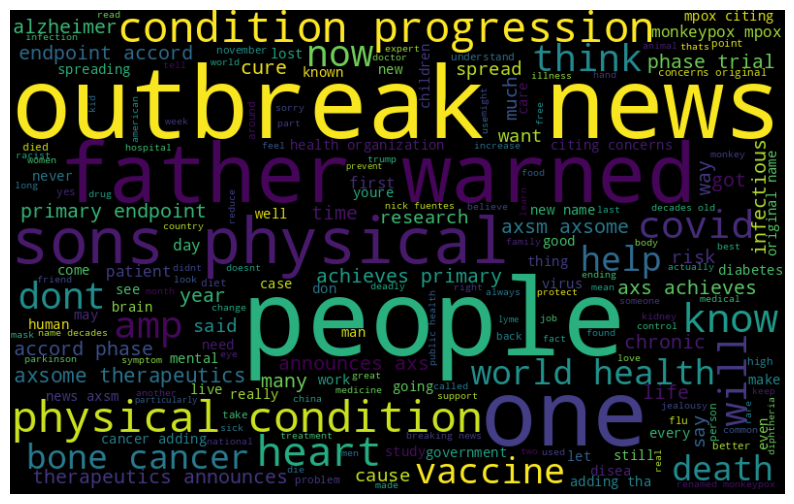 read
alzheimer condition progression mpox citing
infection november lost expert thats point
monkeypox mpox
endpoint accord now think animal
spreading world tell cure known doctor new children spread understand much care illness hand phase trial
concerns original
outbreak news
kid american sorry week part around want usemight free
died racist women hospital father warned citing concerns
health organization
never feel increase monkey way got infectious original name
long yes drug prevent trump food youre first learn
primary endpoint time well nick fuentes believe research new name last decades old
sons physical country reduce axsm axsome covid
day didnt doesnt family good body best
come patient case achieves primary thing help risk diabetes
friend look diet deadly virus ending mean actually
dont see brain year don right always protect someone medical axs achieves
mask name decades may month change man lyme job found kidney control know
human said people back fact public health
parkinson symptom mental need eye love chronic
accord phase announces axs
axsome therapeutics another great called world health high
news axsm live really many work going medicine support life make keep
particularly china jealousy person will
physical condition take one say flu common rare diphtheria
sick national breaking news every even better
cancer adding treatment men heart study government two used let still real
bone cancer die cause vaccine disea death
therapeutics announces problem made adding tha renamed monkeypox
amp